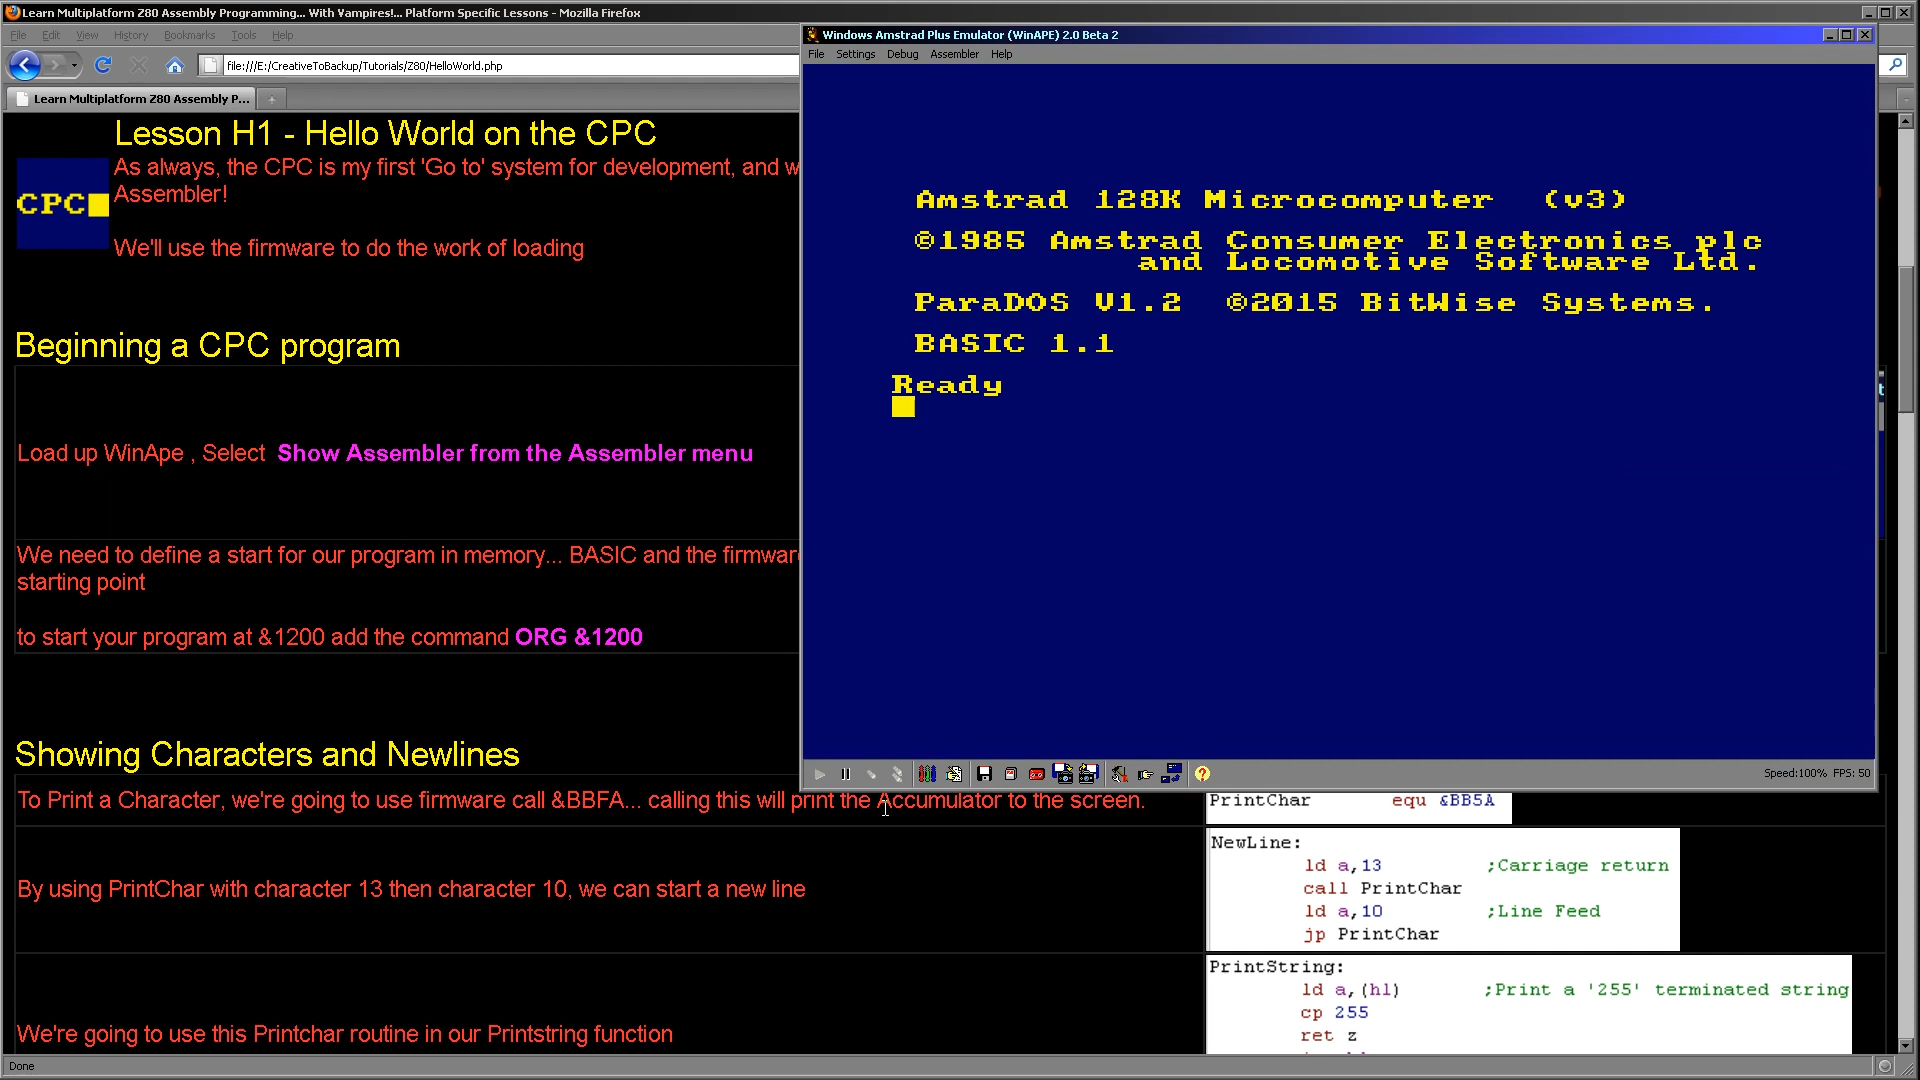 Learn Multiplatform Z80 Assembly Programming... With Vampires!... Platform Specific Lessons - Mozilla Firefox
File Edit View History Bookmarks Tools Help
file:///E:/CreativeToBackup/Tutorials/Z80/HelloWorld.php
Learn Multiplatform Z80 Assembly P...
Lesson H1 - Hello World on the CPC
CPC
As always, the CPC is my first 'Go to' system for development, and w
Assembler!
We'll use the firmware to do the work of loading
Beginning a CPC program
Load up WinApe , Select Show Assembler from the Assembler menu
We need to define a start for our program in memory... BASIC and the firmwar
starting point
to start your program at &1200 add the command ORG &1200
Showing Characters and Newlines
To Print a Character, we're going to use firmware call &BBFA... calling this will print the Accumulator to the screen.
PrintChar equ &BB5A
By using PrintChar with character 13 then character 10, we can start a new line
NewLine:
ld a,13 ;Carriage return
call PrintChar
ld a,10 ;Line Feed
jp PrintChar
We're going to use this Printchar routine in our Printstring function
PrintString:
ld a,(hl) ;Print a '255' terminated string
cp 255
ret z
Done
Windows Amstrad Plus Emulator (WinAPE) 2.0 Beta 2
File Settings Debug Assembler Help
Amstrad 128K Microcomputer (v3)
©1985 Amstrad Consumer Electronics plc
and Locomotive Software Ltd.
ParaDOS V1.2 ©2015 BitWise Systems.
BASIC 1.1
Ready
Speed:100% FPS: 50